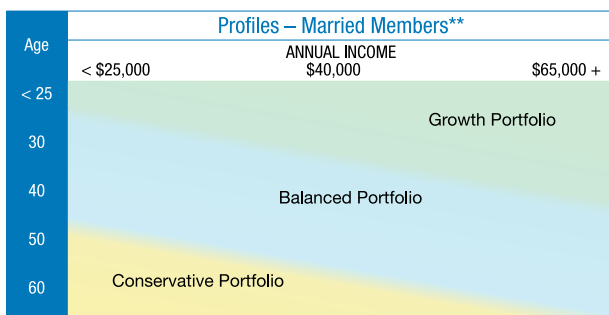 Profiles – Married Members**
Age
ANNUAL INCOME
< $25,000 $40,000 $65,000 +
< 25
Growth Portfolio
30
40
Balanced Portfolio
50
Conservative Portfolio
60